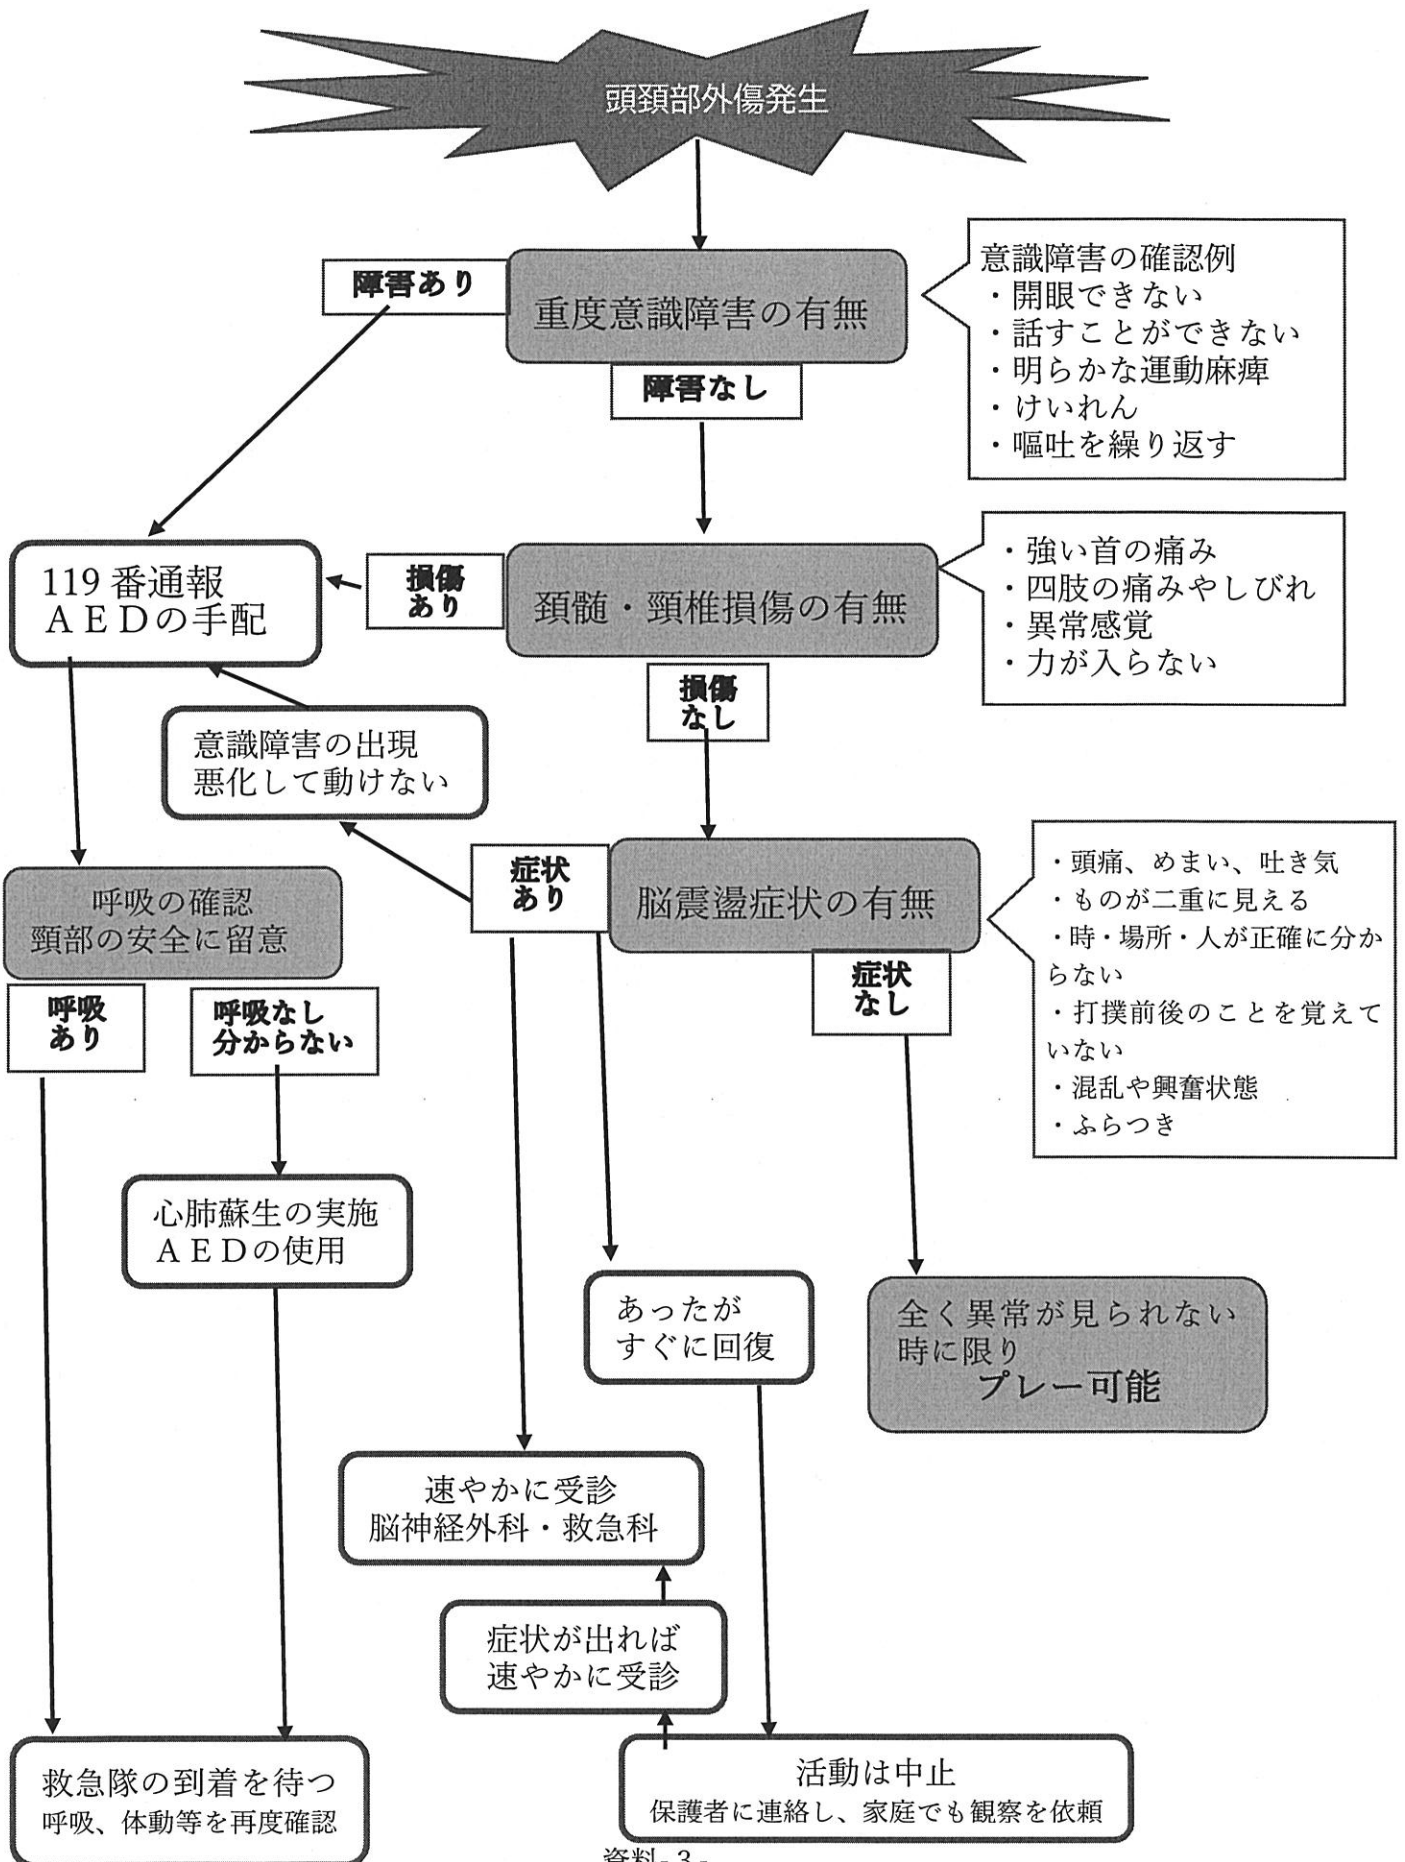 頭頚部外傷発生
障害あり
重度意識障害の有無
障害なし
意識障害の確認例
・開眼できない
・話すことができない
・明らかな運動麻痺
・けいれん
・嘔吐を繰り返す
119番通報
ＡＥＤの手配
損傷
あり
頚髄・頸椎損傷の有無
・強い首の痛み
・四肢の痛みやしびれ
・異常感覚
・力が入らない
損傷
なし
意識障害の出現
悪化して動けない
症状
あり
脳震盪症状の有無
症状
なし
・頭痛、めまい、吐き気
・ものが二重に見える
・時・場所・人が正確に分か
らない
・打撲前後のことを覚えて
いない
・混乱や興奮状態
・ふらつき
呼吸の確認
頸部の安全に留意
呼吸
あり
呼吸なし
分からない
心肺蘇生の実施
ＡＥＤの使用
あったが
すぐに回復
全く異常が見られない
時に限り
プレー可能
速やかに受診
脳神経外科・救急科
症状が出れば
速やかに受診
救急隊の到着を待つ
呼吸、体動等を再度確認
活動は中止
保護者に連絡し、家庭でも観察を依頼
資料-3-